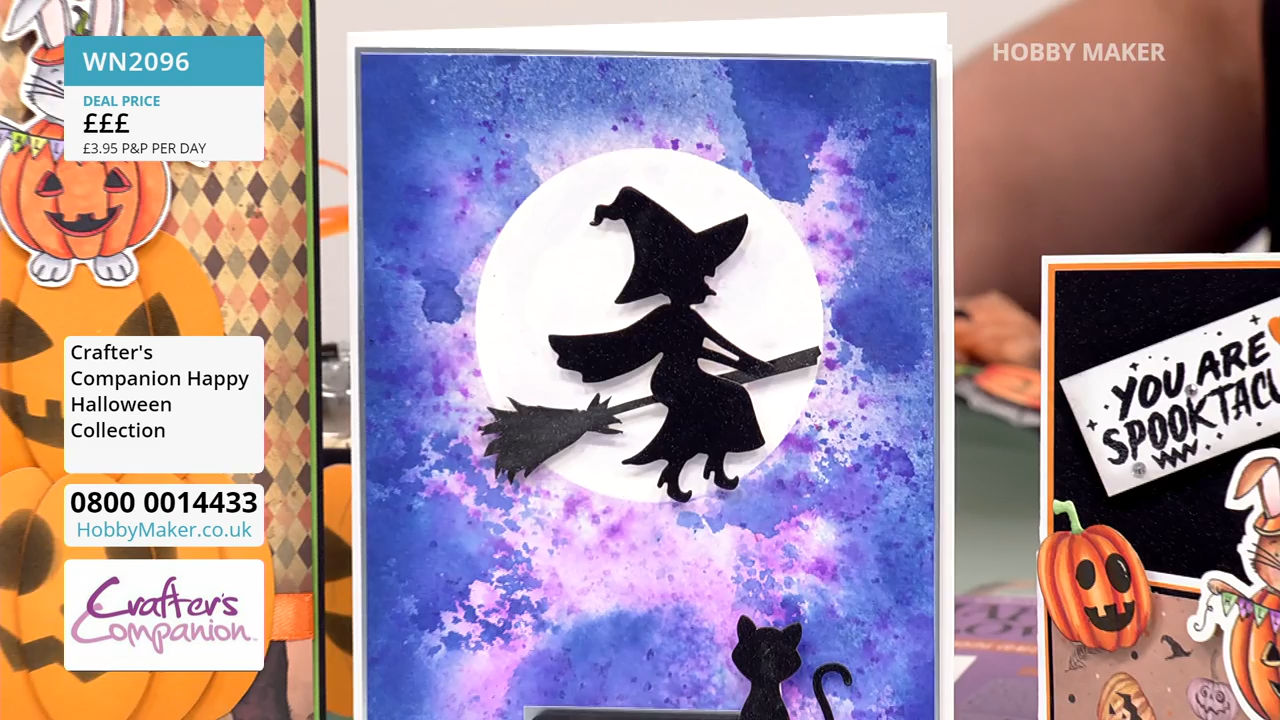 WN2096
DEAL PRICE
£££
£3.95 P&P PER DAY
Crafter's
Companion Happy
Halloween
Collection
0800 0014433
HobbyMaker.co.uk
Crafter's
Companion
HOBBY MAKER
YOU ARE